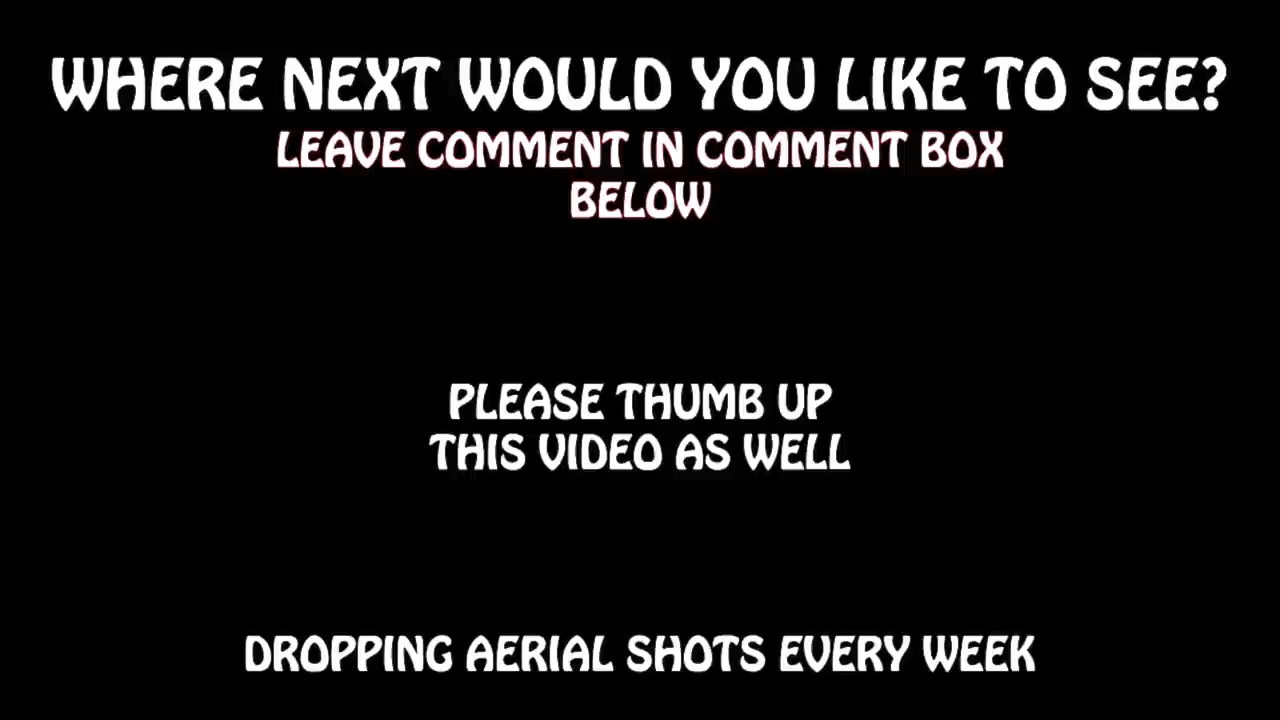 WHERE NEXT WOULD YOU LIKE TO SEE?
LEAVE COMMENT IN COMMENT BOX
BELOW
PLEASE THUMB UP
THIS VIDEO AS WELL
DROPPING AERIAL SHOTS EVERY WEEK